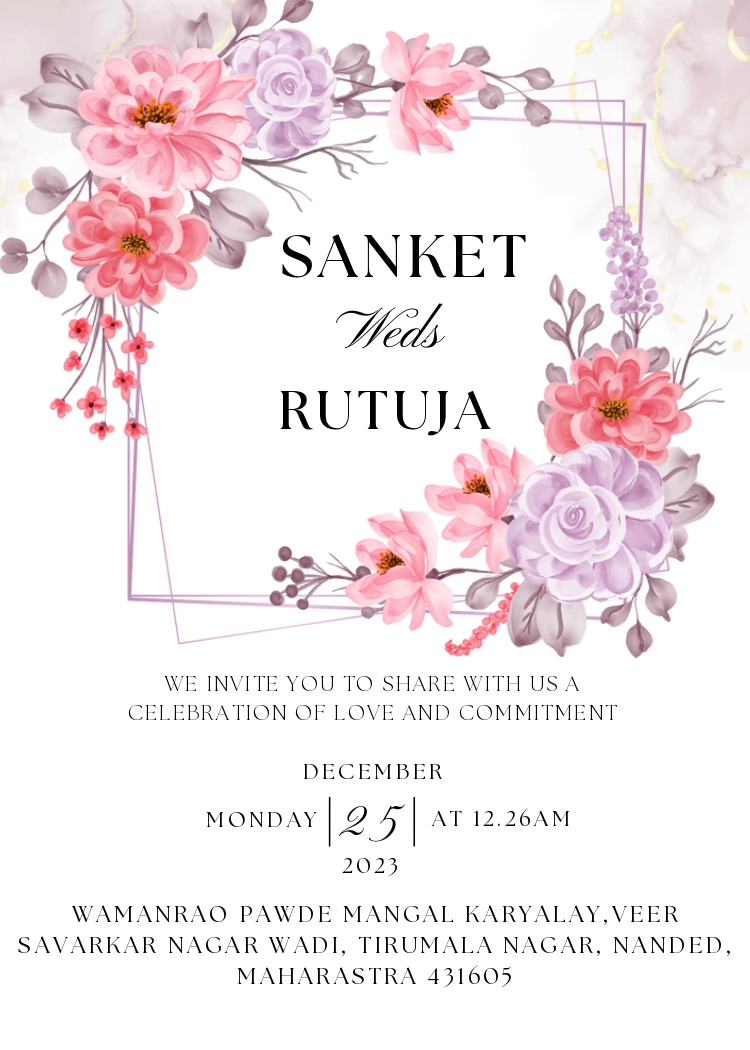 SANKET
Weds
RUTUJA
WE INVITE YOU TO SHARE WITH US A
CELEBRATION OF LOVE AND COMMITMENT
DECEMBER
MONDAY 25 AT 12.26AM
2023
WAMANRAO PAWDE MANGAL KARYALAY,VEER
SAVARKAR NAGAR WADI, TIRUMALA NAGAR, NANDED,
MAHARASTRA 431605